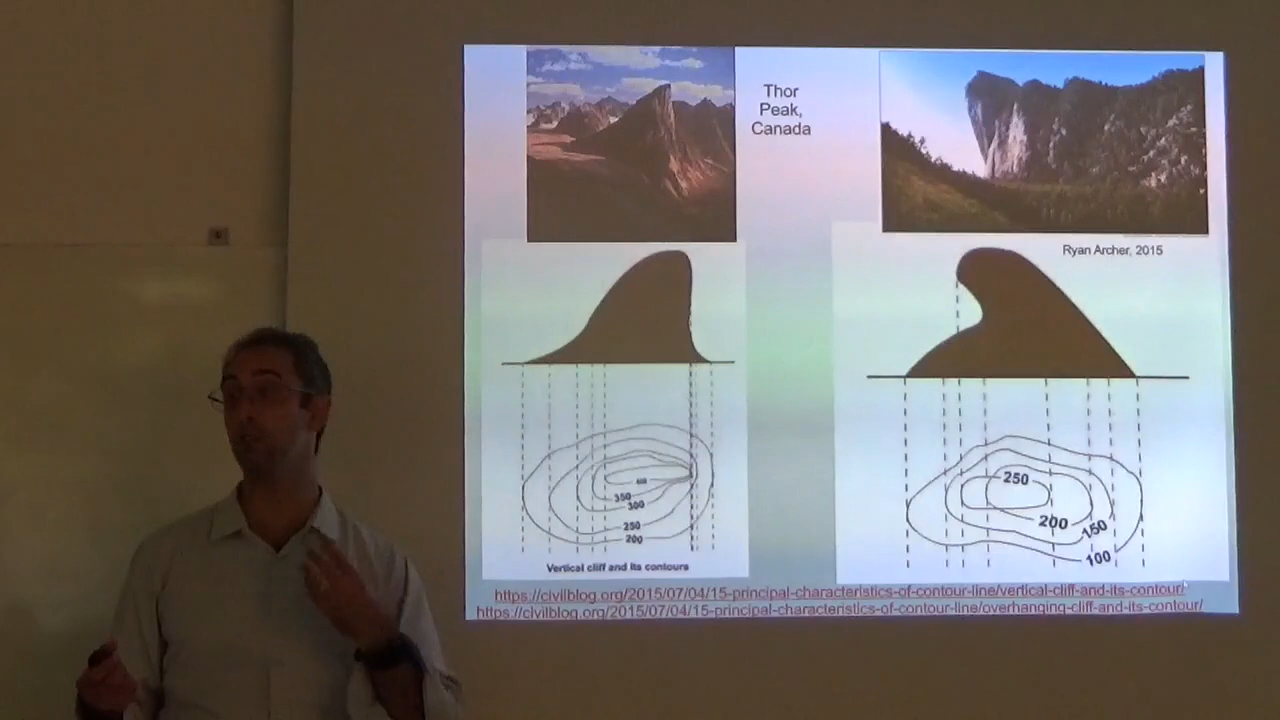 Thor
Peak,
Canada
Ryan Archer, 2015
350
300
250
200
Vertical cliff and its contours
250
200
150
100
https://civilblog.org/2015/07/04/15-principal-characteristics-of-contour-line/vertical-cliff-and-its-contour/
https://civilblog.org/2015/07/04/15-principal-characteristics-of-contour-line/overhanging-cliff-and-its-contour/